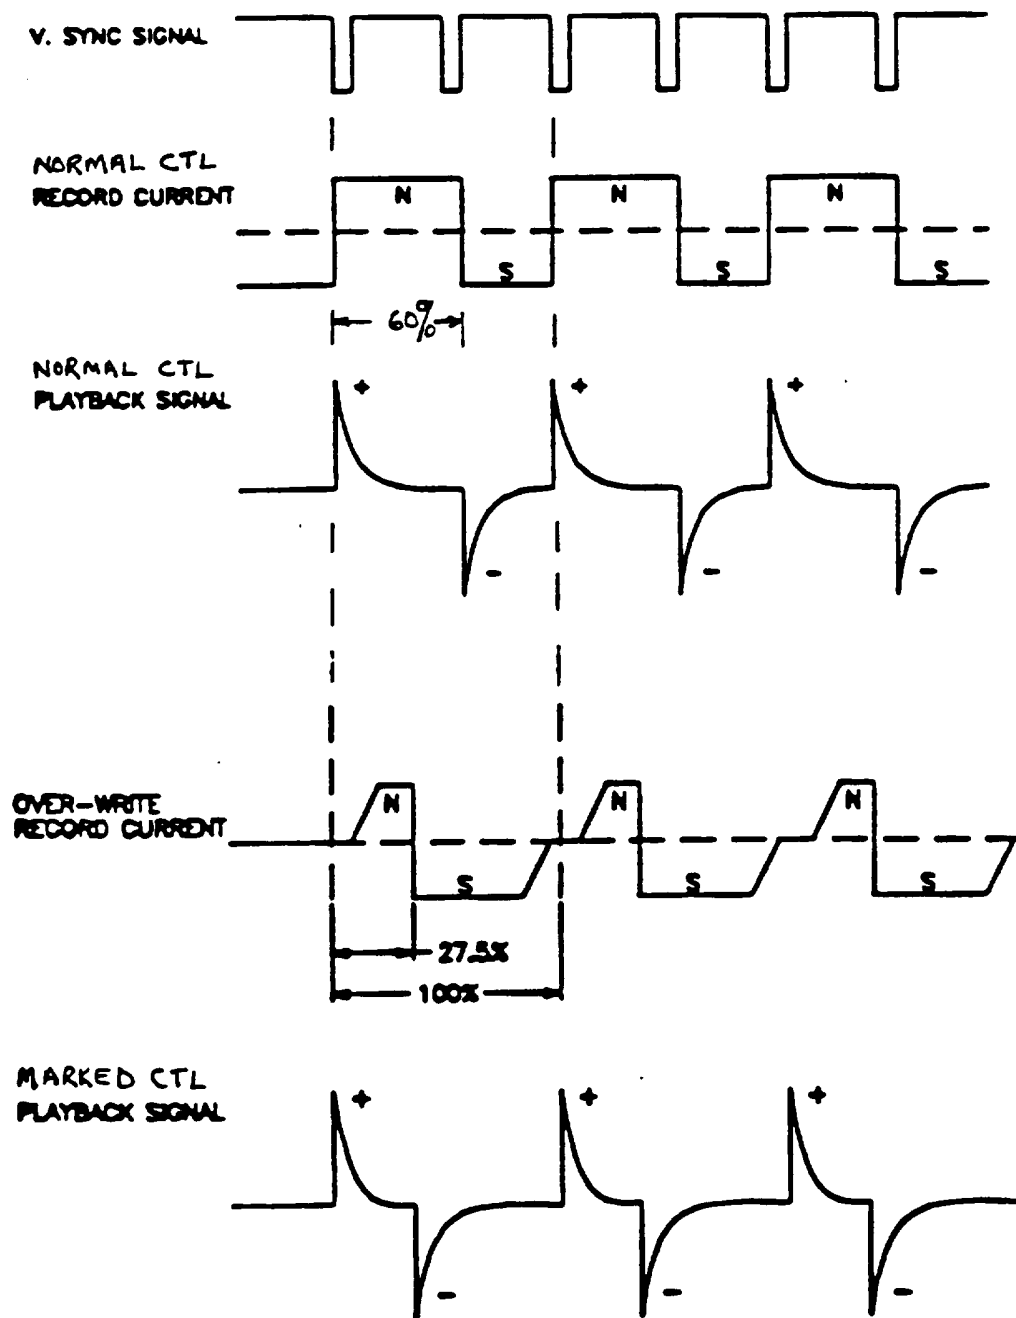 V. SYNC SIGNAL
NORMAL CTL
RECORD CURRENT
N N N
S S S
60%
NORMAL CTL
PLAYBACK SIGNAL
+ + +
- - -
OVER-WRITE
RECORD CURRENT
N N N
S S S
27.5%
100%
MARKED CTL
PLAYBACK SIGNAL
+ + +
- - -